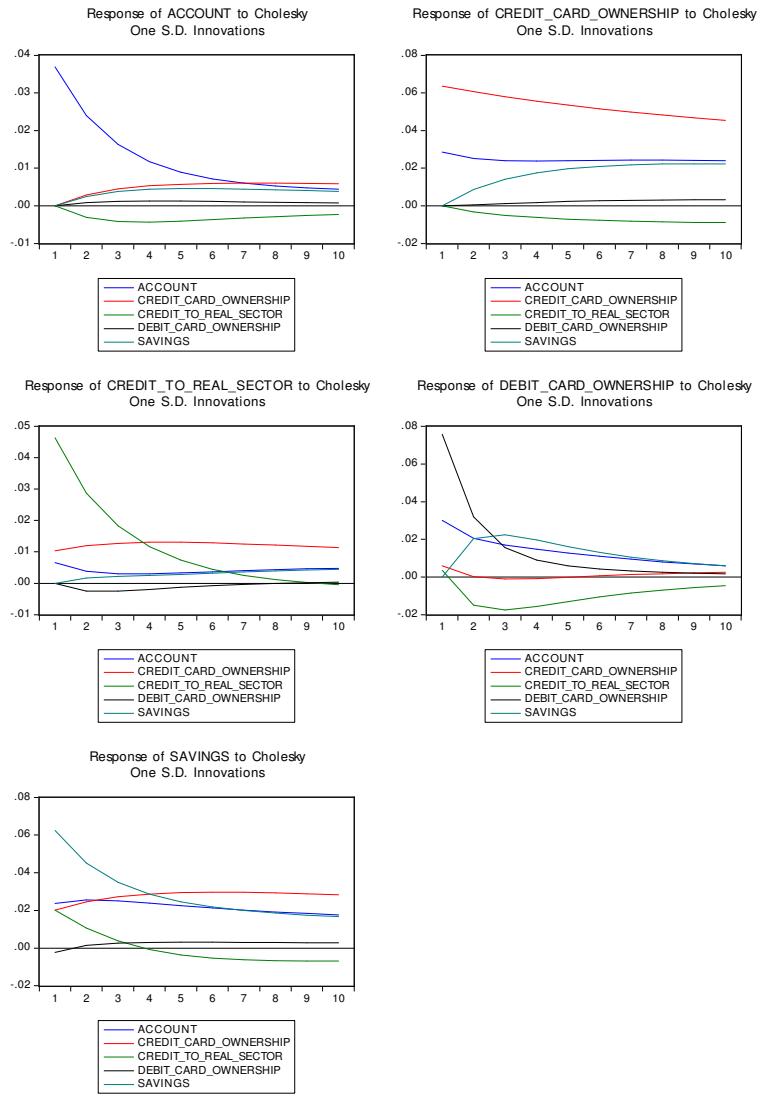 Response of ACCOUNT to Cholesky
One S.D. Innovations
.04
.03
.02
.01
.00
-.01
1 2 3 4 5 6 7 8 9 10
ACCOUNT
CREDIT_CARD_OWNERSHIP
CREDIT_TO_REAL_SECTOR
DEBIT_CARD_OWNERSHIP
SAVINGS
Response of CREDIT_CARD_OWNERSHIP to Cholesky
One S.D. Innovations
.08
.06
.04
.02
.00
-.02
1 2 3 4 5 6 7 8 9 10
ACCOUNT
CREDIT_CARD_OWNERSHIP
CREDIT_TO_REAL_SECTOR
DEBIT_CARD_OWNERSHIP
SAVINGS
Response of CREDIT_TO_REAL_SECTOR to Cholesky
One S.D. Innovations
.05
.04
.03
.02
.01
.00
-.01
1 2 3 4 5 6 7 8 9 10
ACCOUNT
CREDIT_CARD_OWNERSHIP
CREDIT_TO_REAL_SECTOR
DEBIT_CARD_OWNERSHIP
SAVINGS
Response of DEBIT_CARD_OWNERSHIP to Cholesky
One S.D. Innovations
.08
.06
.04
.02
.00
-.02
1 2 3 4 5 6 7 8 9 10
ACCOUNT
CREDIT_CARD_OWNERSHIP
CREDIT_TO_REAL_SECTOR
DEBIT_CARD_OWNERSHIP
SAVINGS
Response of SAVINGS to Cholesky
One S.D. Innovations
.08
.06
.04
.02
.00
-.02
1 2 3 4 5 6 7 8 9 10
ACCOUNT
CREDIT_CARD_OWNERSHIP
CREDIT_TO_REAL_SECTOR
DEBIT_CARD_OWNERSHIP
SAVINGS